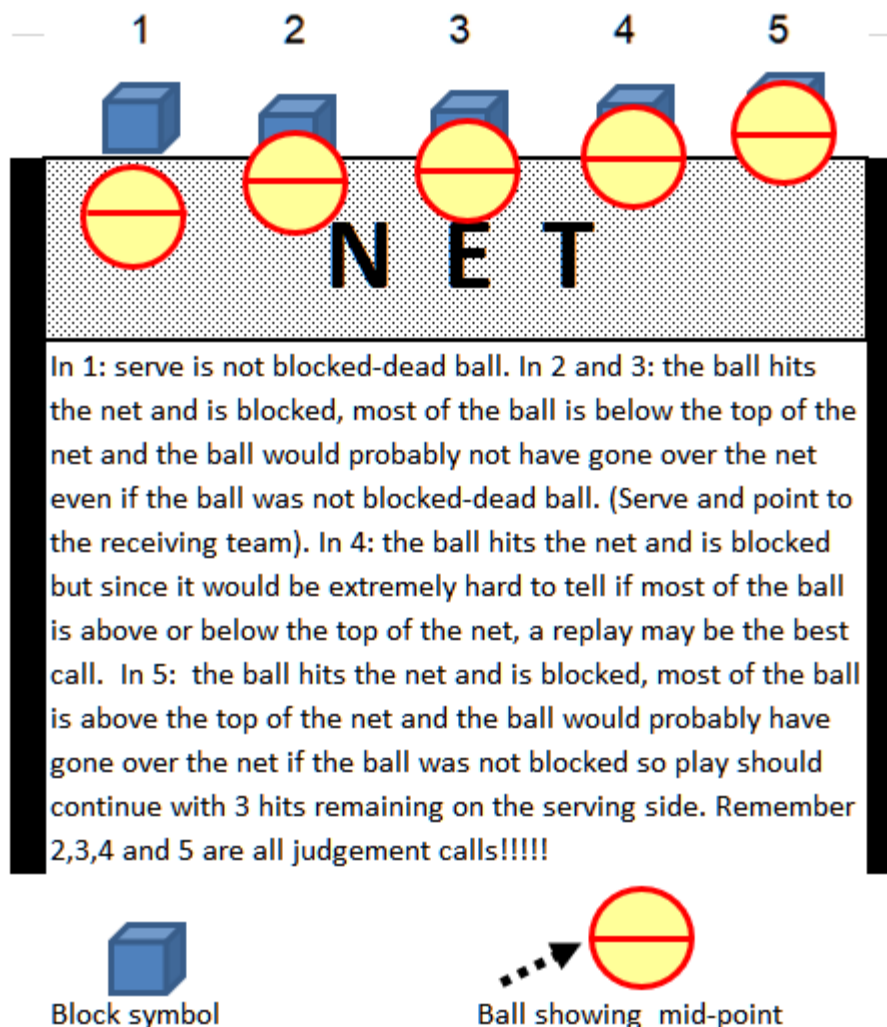 1 2 3 4 5
N E T
In 1: serve is not blocked-dead ball. In 2 and 3: the ball hits
the net and is blocked, most of the ball is below the top of the
net and the ball would probably not have gone over the net
even if the ball was not blocked-dead ball. (Serve and point to
the receiving team). In 4: the ball hits the net and is blocked
but since it would be extremely hard to tell if most of the ball
is above or below the top of the net, a replay may be the best
call.  In 5:  the ball hits the net and is blocked, most of the ball
is above the top of the net and the ball would probably have
gone over the net if the ball was not blocked so play should
continue with 3 hits remaining on the serving side. Remember
2,3,4 and 5 are all judgement calls!!!!!
Block symbol
Ball showing  mid-point